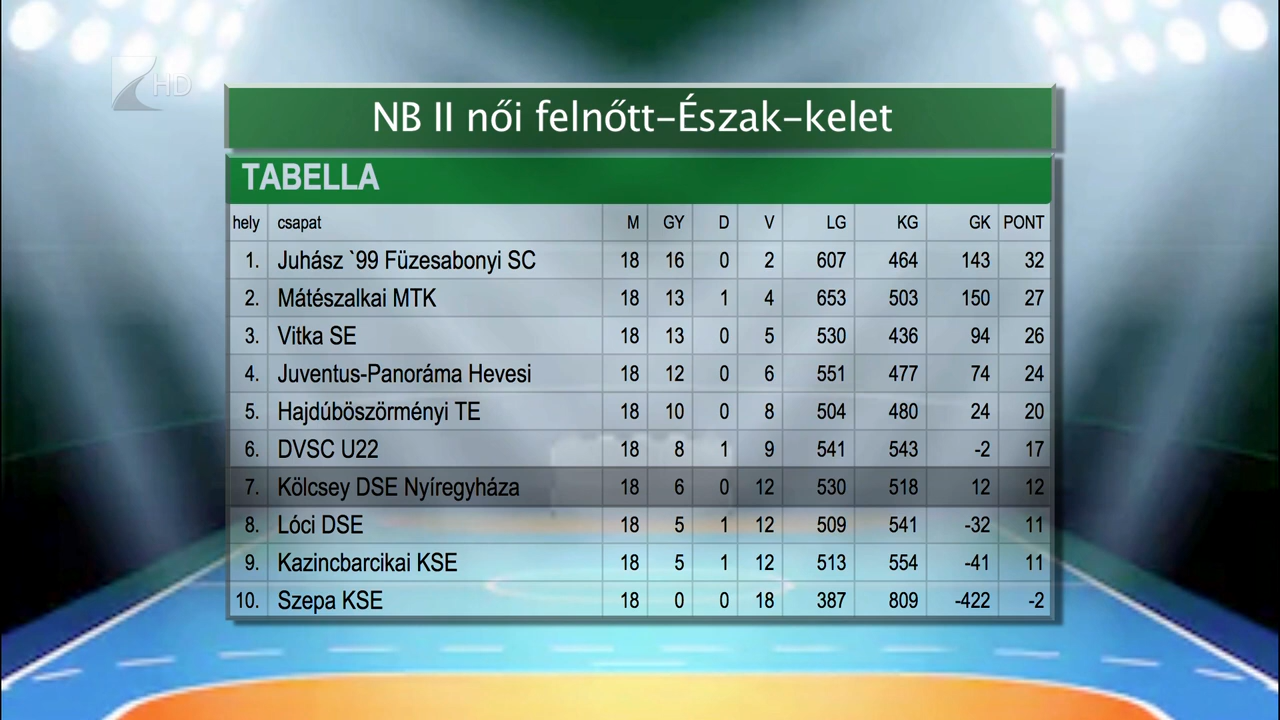 HD
NB II női felnőtt-Észak-kelet
TABELLA
hely csapat M GY D V LG KG GK PONT
1. Juhász `99 Füzesabonyi SC 18 16 0 2 607 464 143 32
2. Mátészalkai MTK 18 13 1 4 653 503 150 27
3. Vitka SE 18 13 0 5 530 436 94 26
4. Juventus-Panoráma Hevesi 18 12 0 6 551 477 74 24
5. Hajdúböszörményi TE 18 10 0 8 504 480 24 20
6. DVSC U22 18 8 1 9 541 543 -2 17
7. Kölcsey DSE Nyíregyháza 18 6 0 12 530 518 12 12
8. Lóci DSE 18 5 1 12 509 541 -32 11
9. Kazincbarcikai KSE 18 5 1 12 513 554 -41 11
10. Szepa KSE 18 0 0 18 387 809 -422 -2